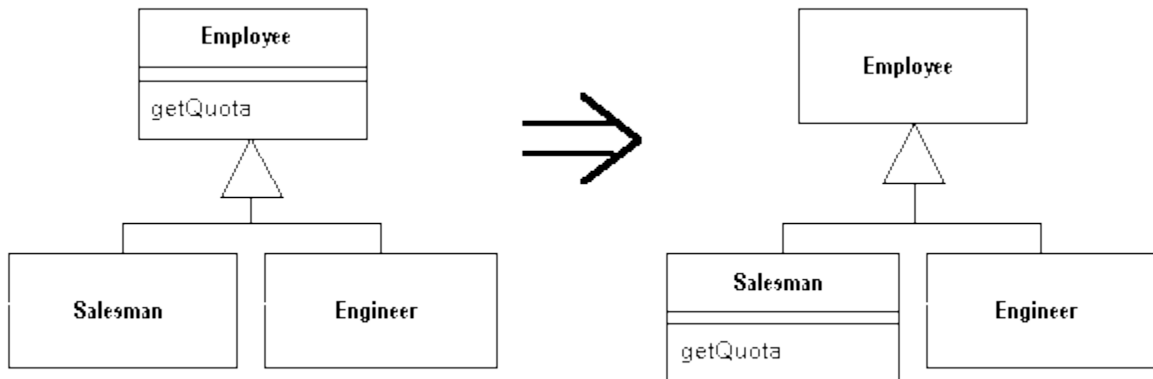 Employee
getQuota
Salesman
Engineer
Employee
Salesman
getQuota
Engineer